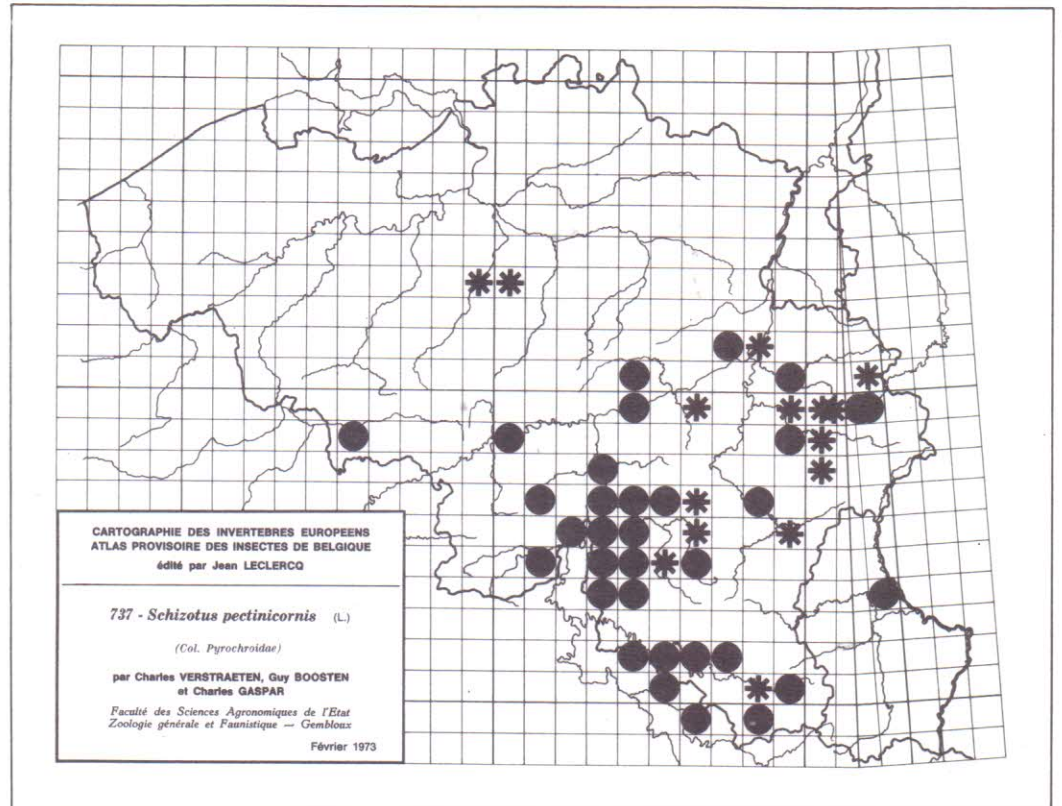 CARTOGRAPHIE DES INVERTEBRES EUROPEENS
ATLAS PROVISOIRE DES INSECTES DE BELGIQUE
édité par Jean LECLERCQ
737 - Schizotus pectinicornis (L.)
(Col. Pyrochroidae)
par Charles VERSTRAETEN, Guy BOOSTEN
et Charles GASPAR
Faculté des Sciences Agronomiques de l'Etat
Zoologie générale et Faunistique — Gembloux
Février 1973